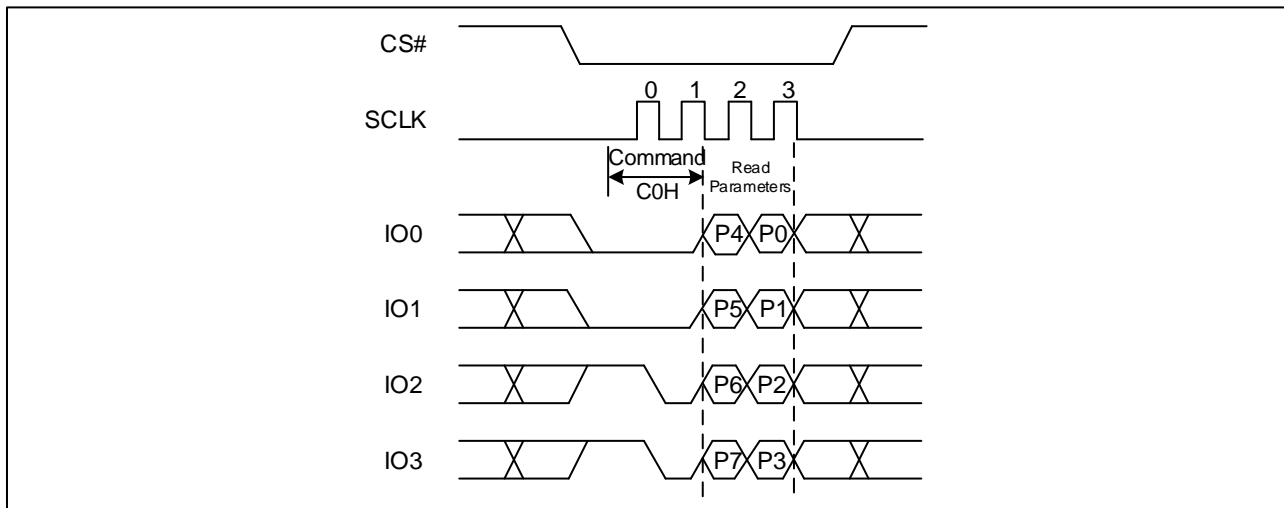 CS#
0 1 2 3
SCLK
Command
C0H
Read
Parameters
IO0 P4 P0
IO1 P5 P1
IO2 P6 P2
IO3 P7 P3